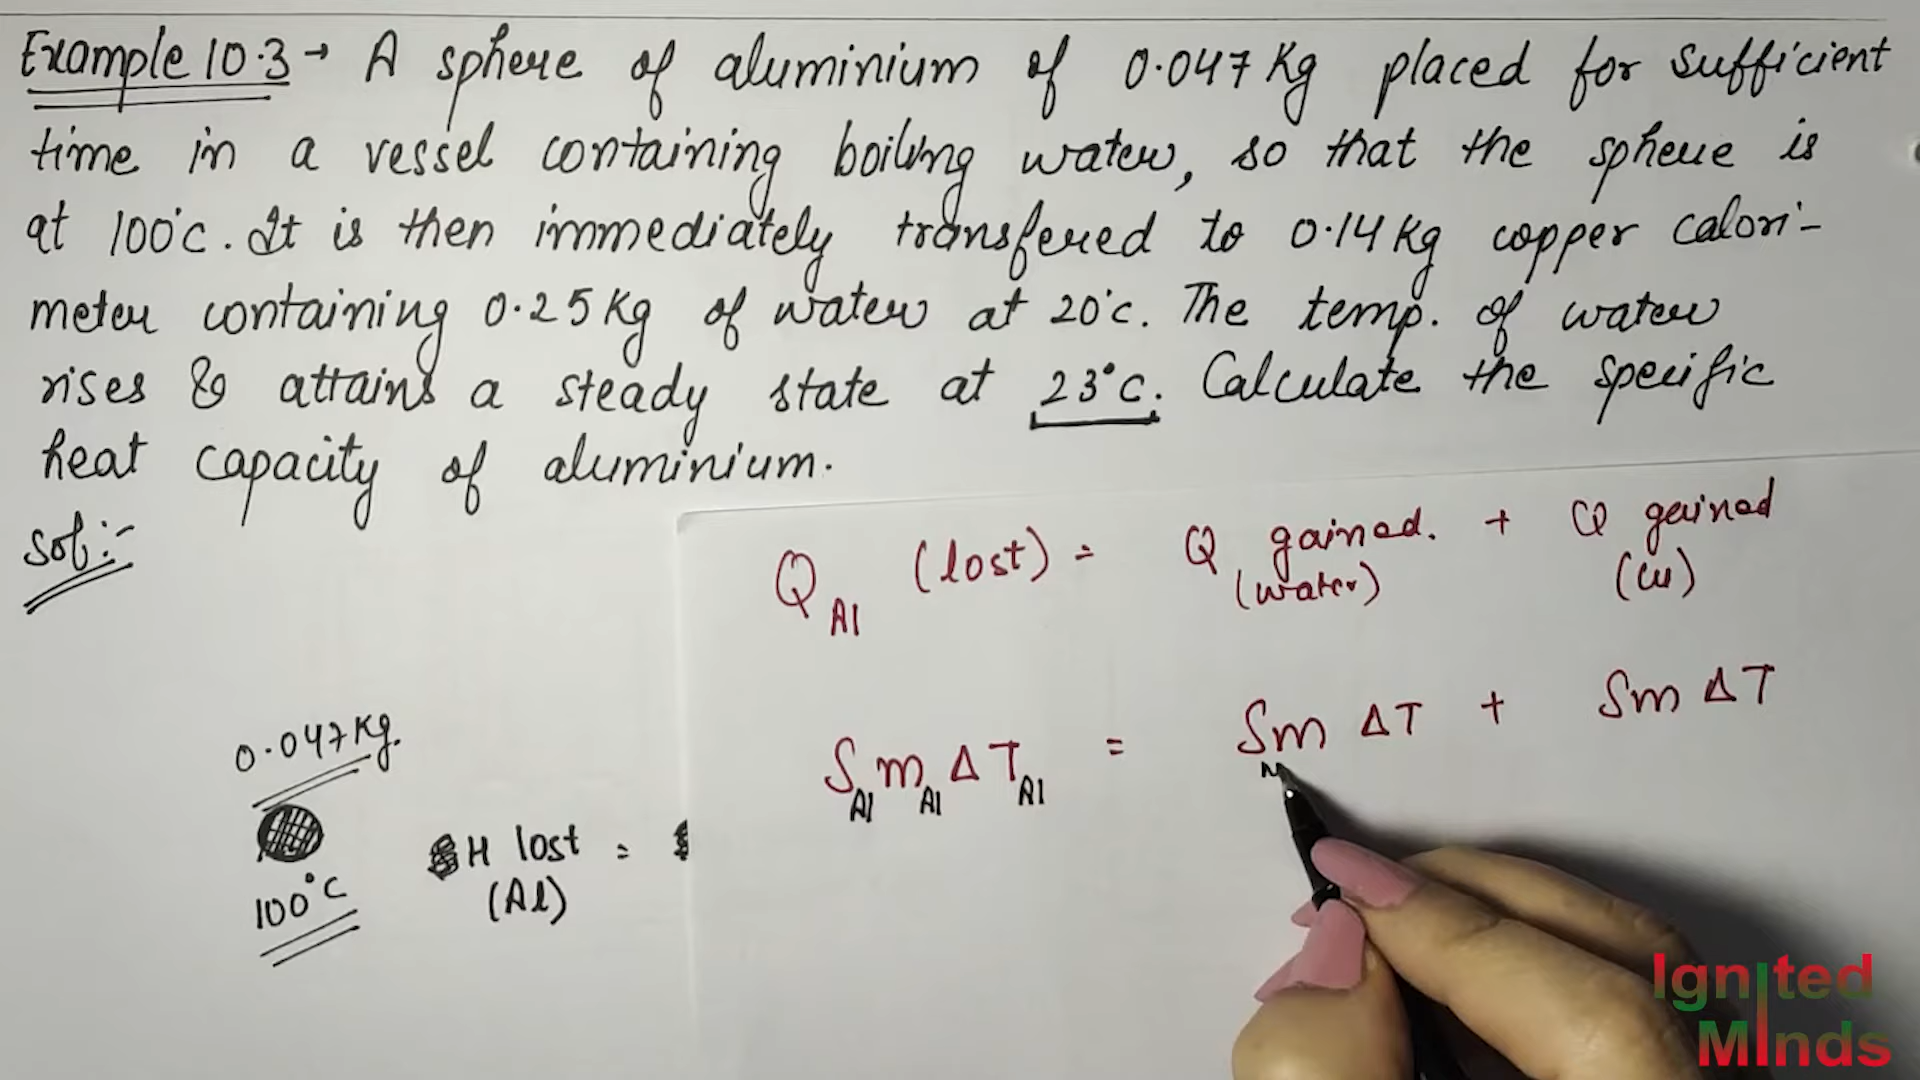 Example 10.3 → A sphere of aluminium of 0.047 Kg placed for sufficient
time in a vessel containing boiling water, so that the sphere is
at 100°c. It is then immediately transfered to 0.14 Kg copper calori-
meter containing 0.25 Kg of water at 20°c. The temp. of water
rises & attains a steady state at 23°c. Calculate the specific
heat capacity of aluminium.
Sol:-
Q Al (lost) = Q gained. + Q gained
(water) (Cu)
S Al m Al Δ T Al = Sm ΔT + Sm ΔT
0.047 Kg.
100°C
H lost =
(Al)
Ignited
Minds